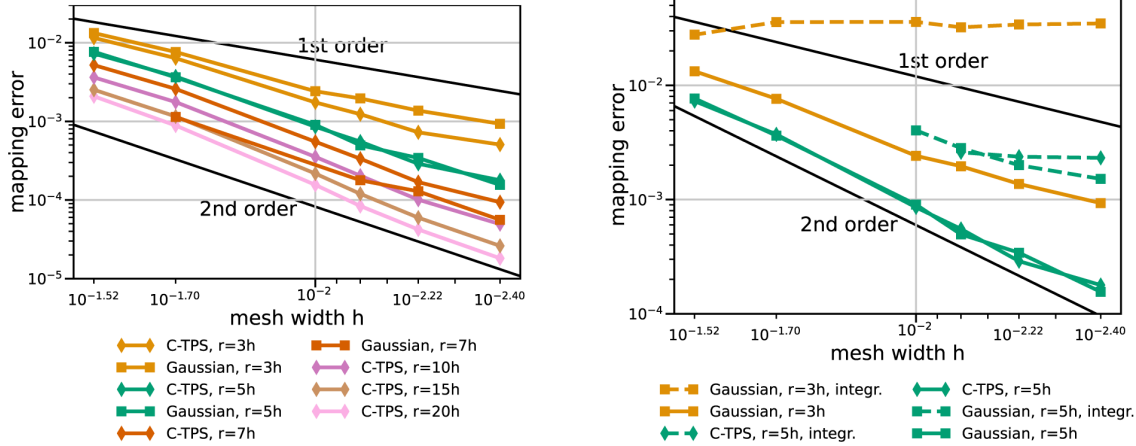 10^−2
10^−3
10^−4
10^−5
mapping error
1st order
2nd order
10^−1.52 10^−1.70 10^−2 10^−2.22 10^−2.40
mesh width h
C-TPS, r=3h
Gaussian, r=3h
C-TPS, r=5h
Gaussian, r=5h
C-TPS, r=7h
Gaussian, r=7h
C-TPS, r=10h
C-TPS, r=15h
C-TPS, r=20h
10^−2
10^−3
10^−4
mapping error
1st order
2nd order
10^−1.52 10^−1.70 10^−2 10^−2.22 10^−2.40
mesh width h
Gaussian, r=3h, integr.
Gaussian, r=3h
C-TPS, r=5h, integr.
C-TPS, r=5h
Gaussian, r=5h, integr.
Gaussian, r=5h